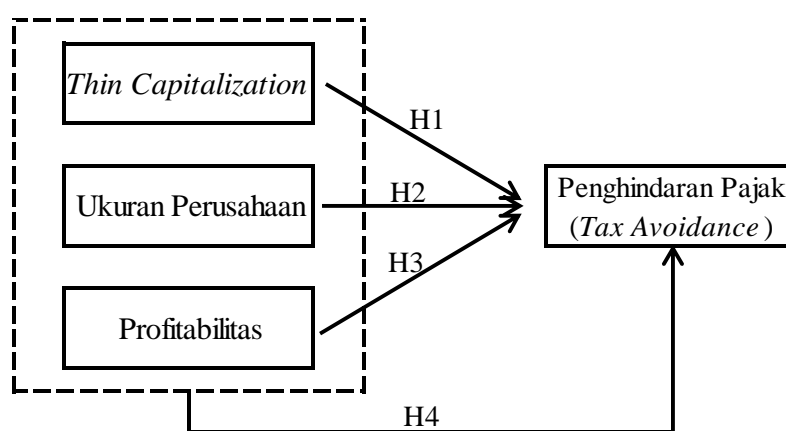 Thin Capitalization
H1
Ukuran Perusahaan
H2
Penghindaran Pajak
(Tax Avoidance)
H3
Profitabilitas
H4